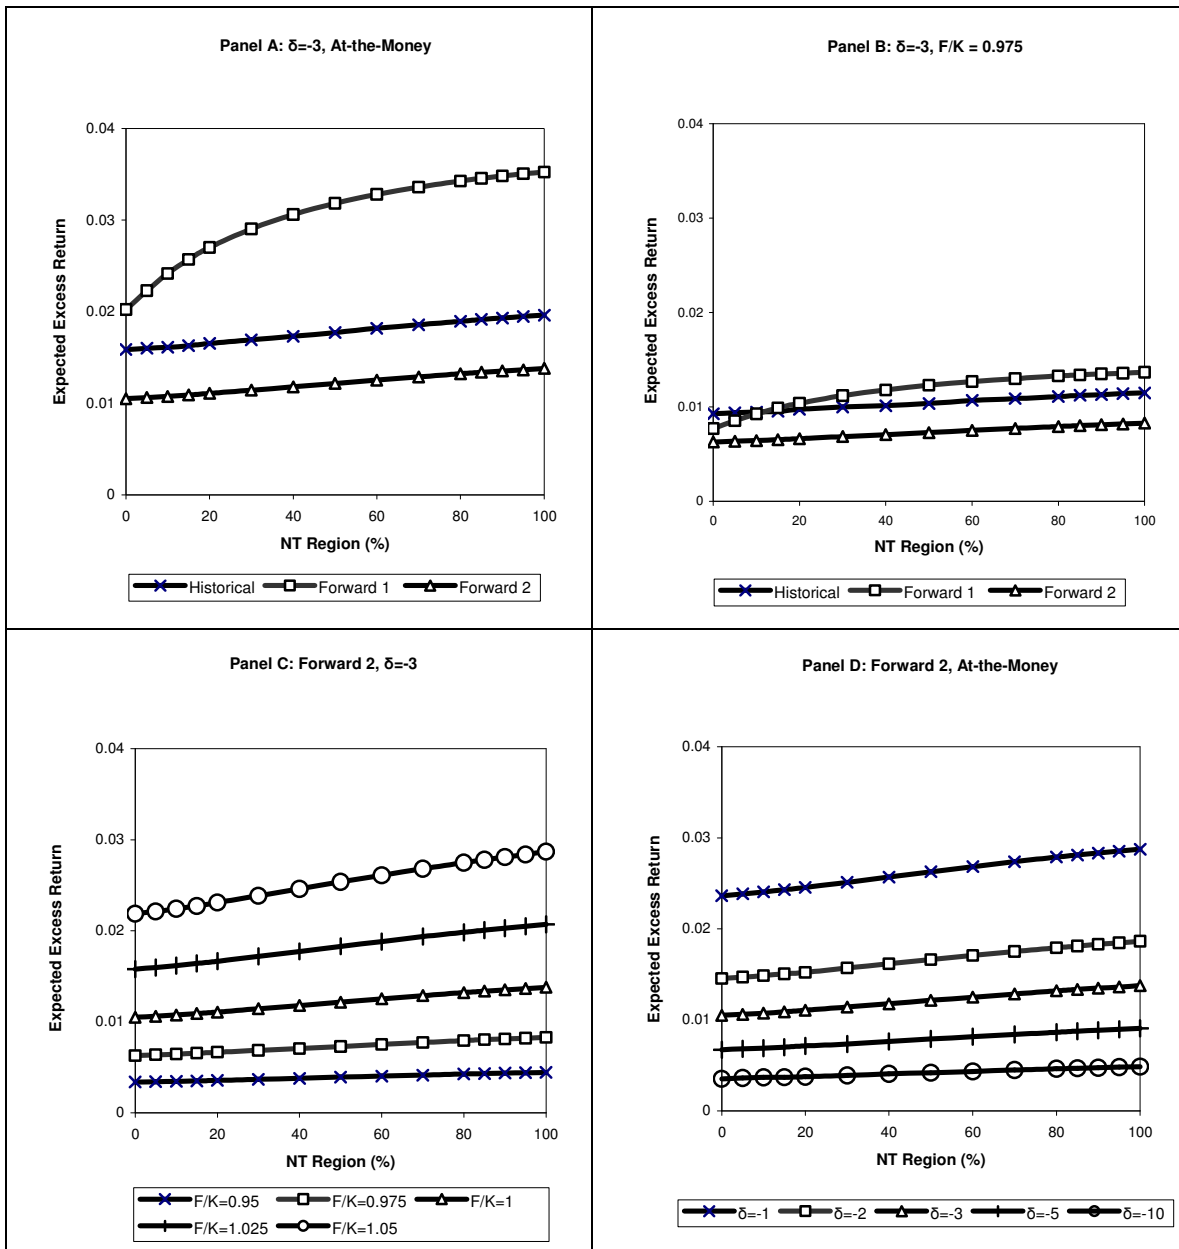 Panel A: δ=-3, At-the-Money
0.04
0.03
0.02
0.01
0
Expected Excess Return
0 20 40 60 80 100
NT Region (%)
Historical Forward 1 Forward 2
Panel B: δ=-3, F/K = 0.975
0.04
0.03
0.02
0.01
0
Expected Excess Return
0 20 40 60 80 100
NT Region (%)
Historical Forward 1 Forward 2
Panel C: Forward 2, δ=-3
0.04
0.03
0.02
0.01
0
Expected Excess Return
0 20 40 60 80 100
NT Region (%)
F/K=0.95 F/K=0.975 F/K=1
F/K=1.025 F/K=1.05
Panel D: Forward 2, At-the-Money
0.04
0.03
0.02
0.01
0
Expected Excess Return
0 20 40 60 80 100
NT Region (%)
δ=-1 δ=-2 δ=-3 δ=-5 δ=-10